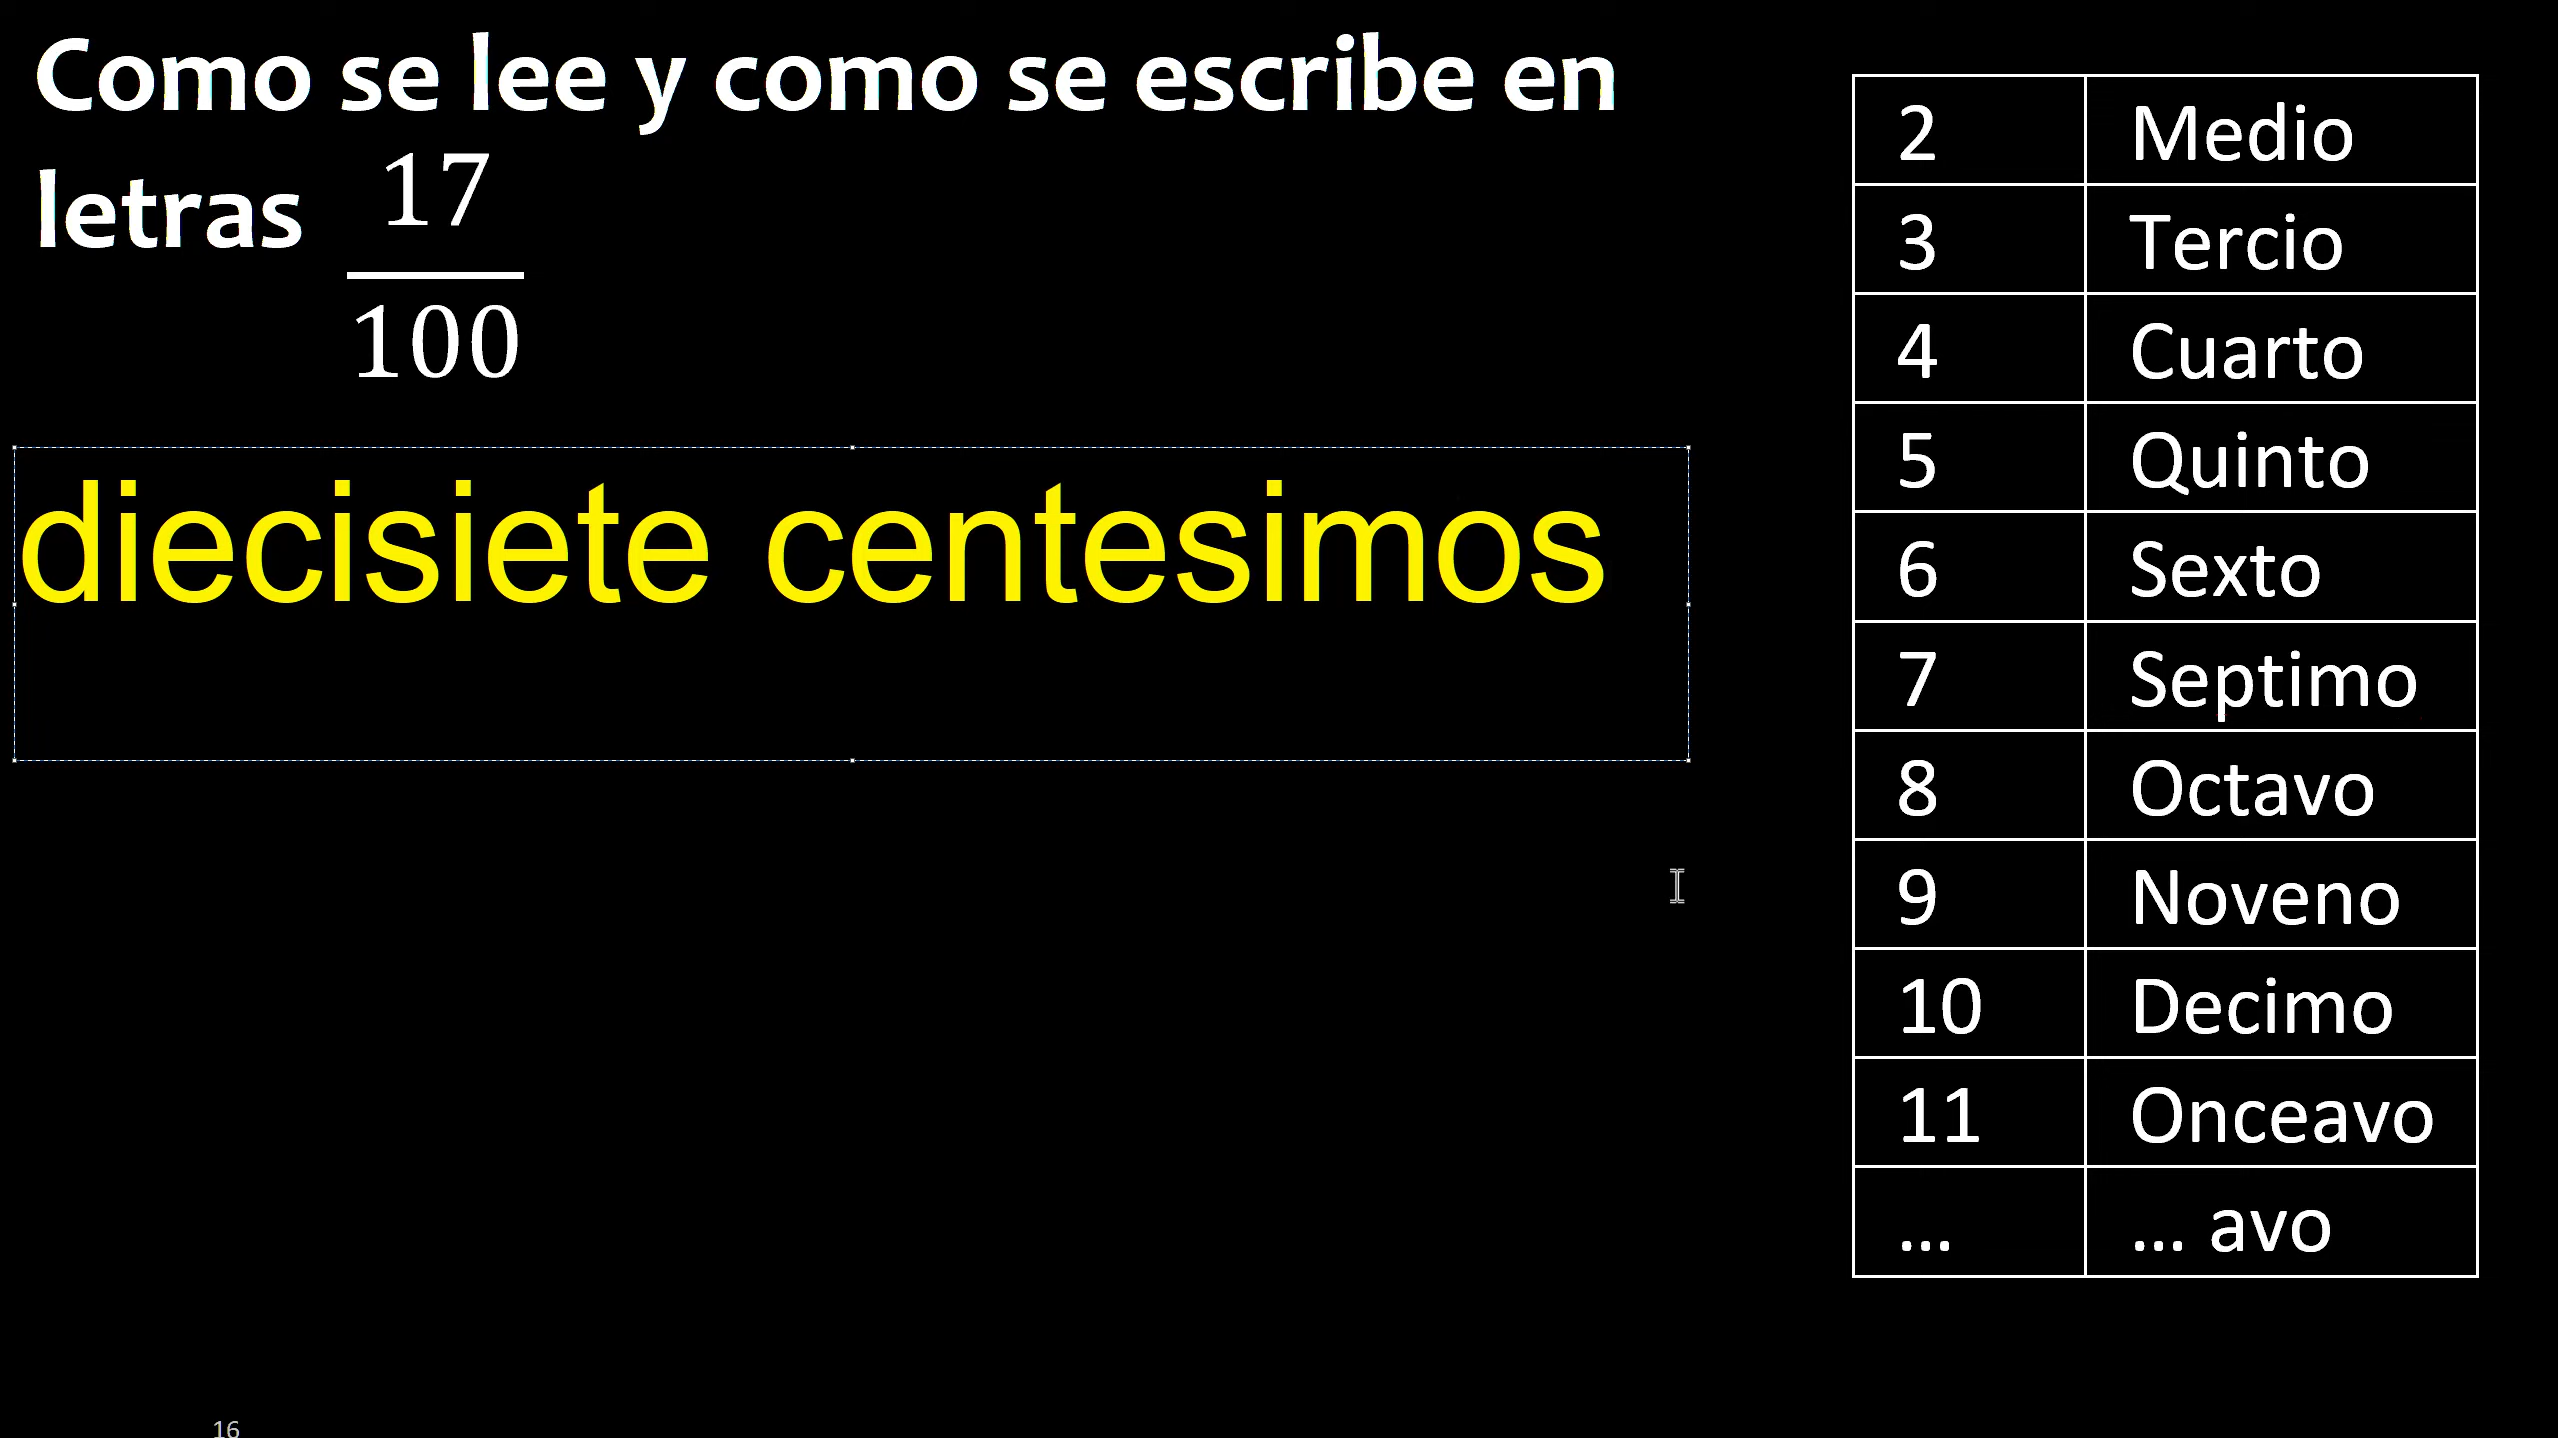 Como se lee y como se escribe en
letras 17/100
diecisiete centesimos
2 Medio
3 Tercio
4 Cuarto
5 Quinto
6 Sexto
7 Septimo
8 Octavo
9 Noveno
10 Decimo
11 Onceavo
... ... avo
16